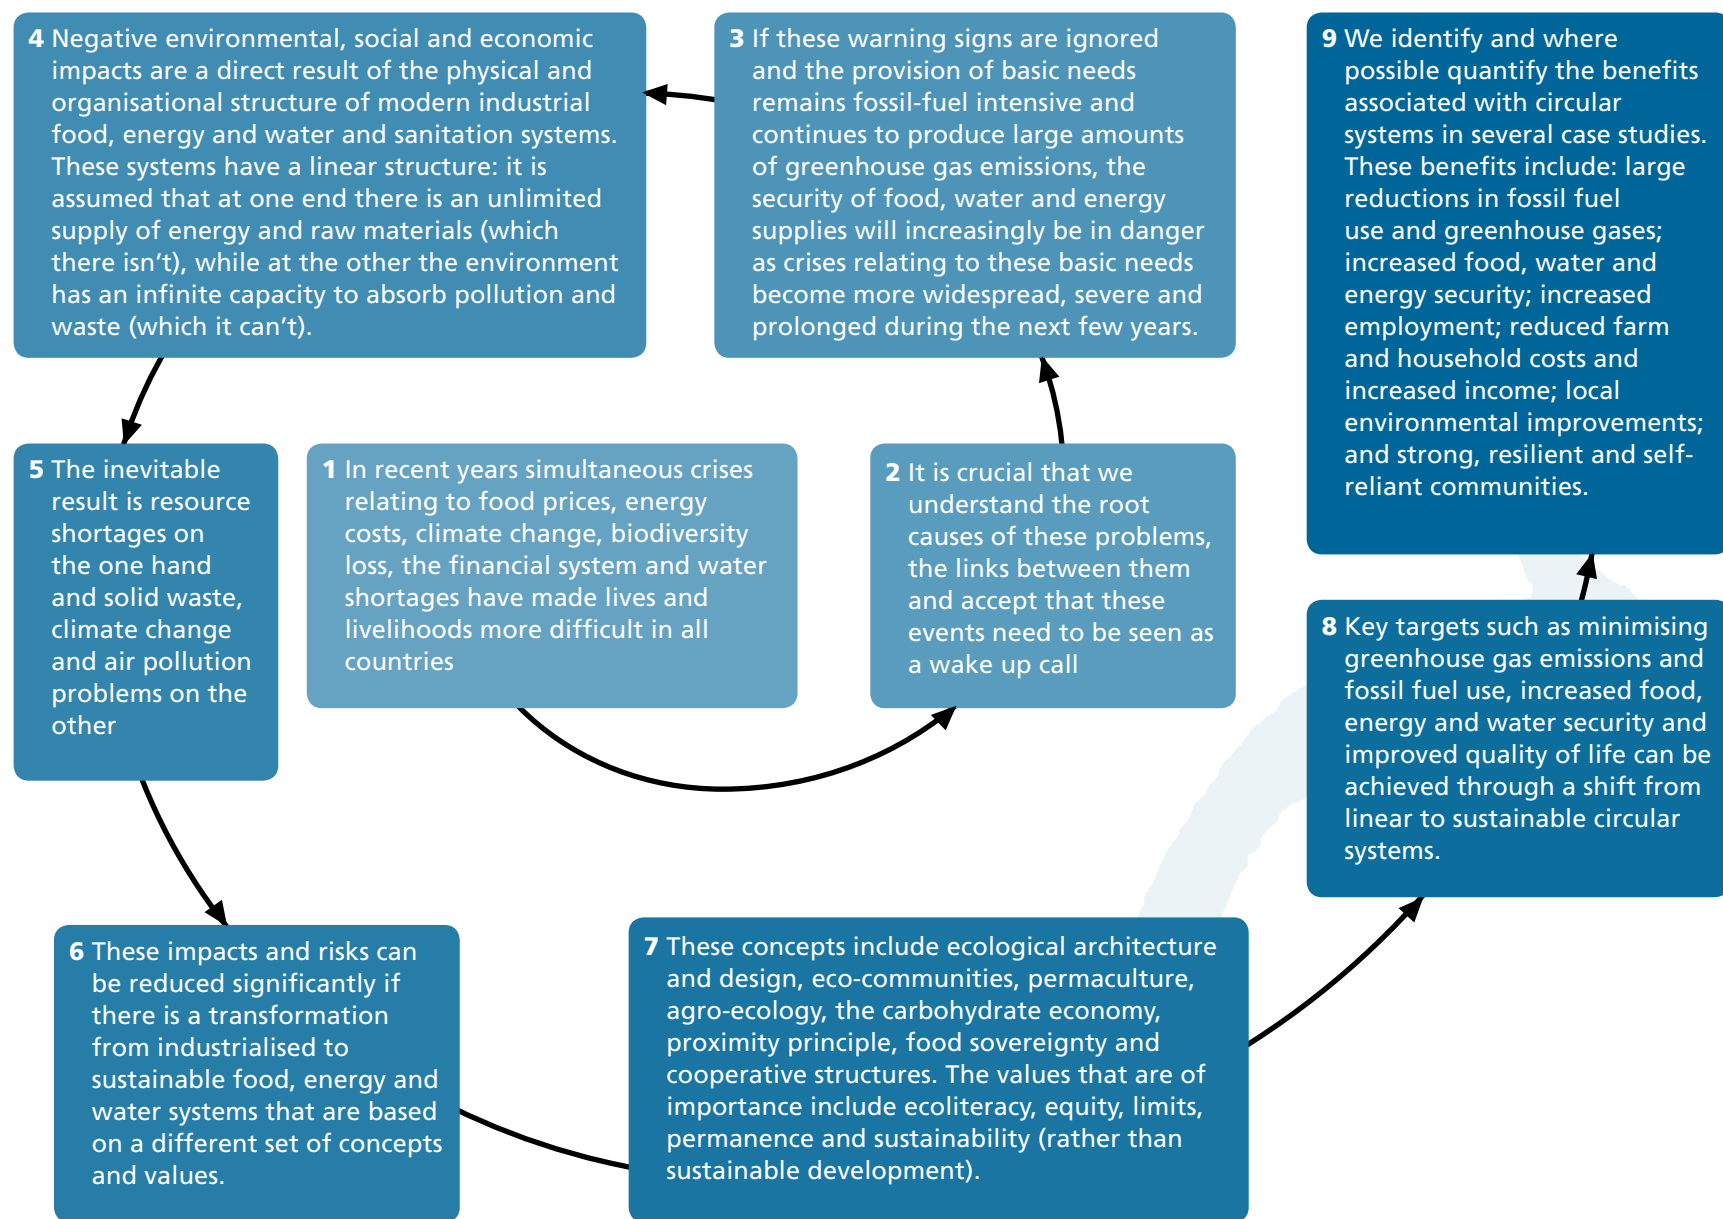 4 Negative environmental, social and economic
impacts are a direct result of the physical and
organisational structure of modern industrial
food, energy and water and sanitation systems.
These systems have a linear structure: it is
assumed that at one end there is an unlimited
supply of energy and raw materials (which
there isn't), while at the other the environment
has an infinite capacity to absorb pollution and
waste (which it can't).
3 If these warning signs are ignored
and the provision of basic needs
remains fossil-fuel intensive and
continues to produce large amounts
of greenhouse gas emissions, the
security of food, water and energy
supplies will increasingly be in danger
as crises relating to these basic needs
become more widespread, severe and
prolonged during the next few years.
9 We identify and where
possible quantify the benefits
associated with circular
systems in several case studies.
These benefits include: large
reductions in fossil fuel
use and greenhouse gases;
increased food, water and
energy security; increased
employment; reduced farm
and household costs and
increased income; local
environmental improvements;
and strong, resilient and self-
reliant communities.
5 The inevitable
result is resource
shortages on
the one hand
and solid waste,
climate change
and air pollution
problems on the
other
1 In recent years simultaneous crises
relating to food prices, energy
costs, climate change, biodiversity
loss, the financial system and water
shortages have made lives and
livelihoods more difficult in all
countries
2 It is crucial that we
understand the root
causes of these problems,
the links between them
and accept that these
events need to be seen as
a wake up call
8 Key targets such as minimising
greenhouse gas emissions and
fossil fuel use, increased food,
energy and water security and
improved quality of life can be
achieved through a shift from
linear to sustainable circular
systems.
6 These impacts and risks can
be reduced significantly if
there is a transformation
from industrialised to
sustainable food, energy and
water systems that are based
on a different set of concepts
and values.
7 These concepts include ecological architecture
and design, eco-communities, permaculture,
agro-ecology, the carbohydrate economy,
proximity principle, food sovereignty and
cooperative structures. The values that are of
importance include ecoliteracy, equity, limits,
permanence and sustainability (rather than
sustainable development).